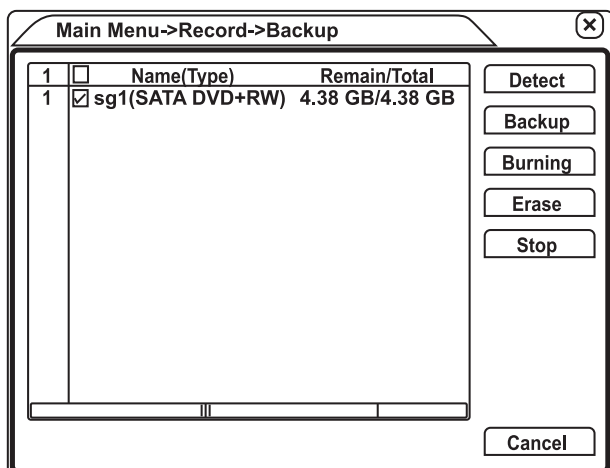 Main Menu->Record->Backup
1 Name(Type) Remain/Total
1 sg1(SATA DVD+RW) 4.38 GB/4.38 GB
Detect
Backup
Burning
Erase
Stop
Cancel